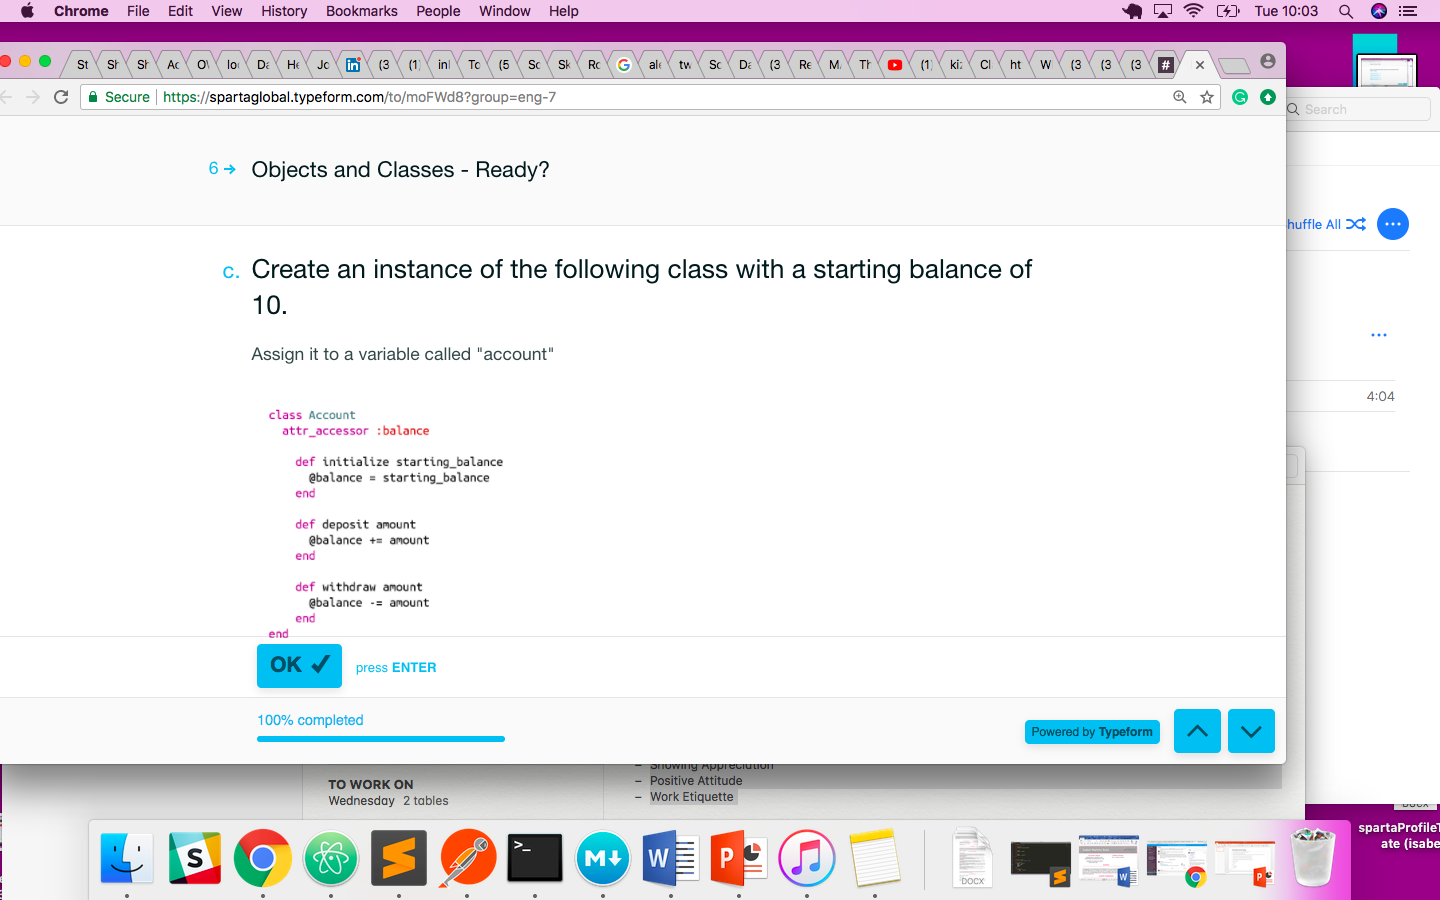 Chrome File Edit View History Bookmarks People Window Help Tue 10:03
St Sh Sh Ac lo Da He Jo in (3 (1) inl To (5 Sc Sk Ro G ale tw Sc Da (3 Re M Th (1) ki: Cl ht W (3 (3 (3 #
Secure https://spartaglobal.typeform.com/to/moFWd8?group=eng-7
Search
6 Objects and Classes - Ready?
huffle All
c. Create an instance of the following class with a starting balance of
10.
Assign it to a variable called "account"
4:04
class Account
attr_accessor :balance
def initialize starting_balance
@balance = starting_balance
end
def deposit amount
@balance += amount
end
def withdraw amount
@balance -= amount
end
end
OK press ENTER
100% completed
Powered by Typeform
Showing Appreciation
TO WORK ON
– Positive Attitude
Wednesday 2 tables
– Work Etiquette
DOCX
spartaProfileT
ate (isabe
S >_ M W P
DOCX